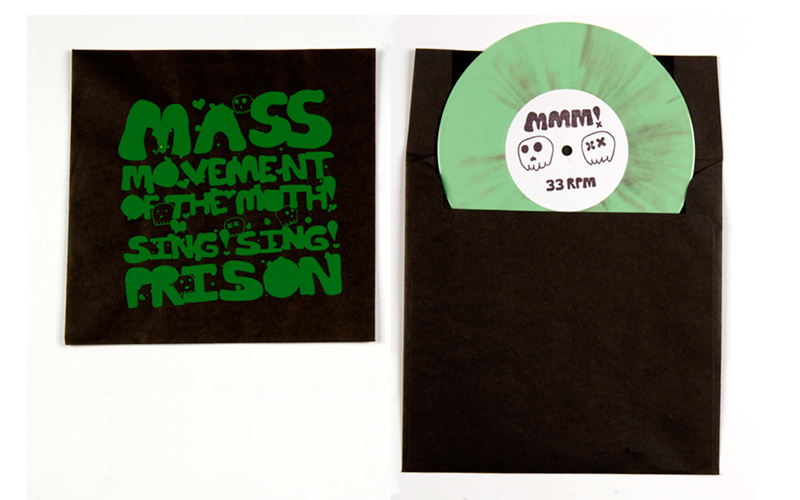 MASS
MOVEMENT
OF THE MOTH!
SING! SING!
PRISON
MMM!
33 RPM